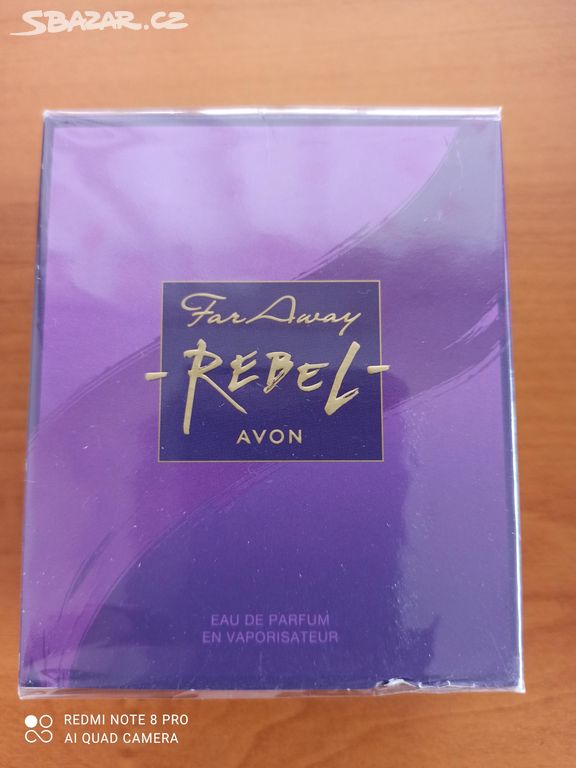 SBAZAR.CZ
Far Away
-REBEL-
AVON
EAU DE PARFUM
EN VAPORISATEUR
REDMI NOTE 8 PRO
AI QUAD CAMERA